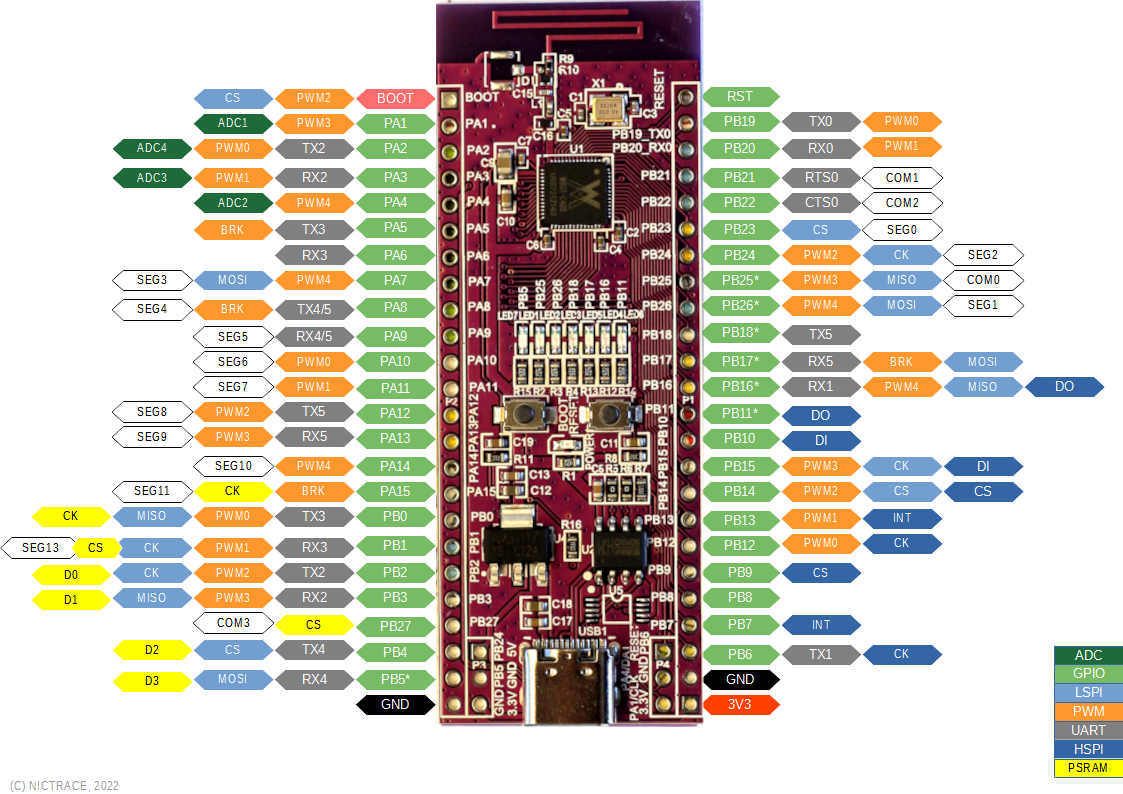 CS PWM2 BOOT
ADC1 PWM3 PA1
ADC4 PWM0 TX2 PA2
ADC3 PWM1 RX2 PA3
ADC2 PWM4 PA4
BRK TX3 PA5
RX3 PA6
SEG3 MOSI PWM4 PA7
SEG4 BRK TX4/5 PA8
SEG5 RX4/5 PA9
SEG6 PWM0 PA10
SEG7 PWM1 PA11
SEG8 PWM2 TX5 PA12
SEG9 PWM3 RX5 PA13
SEG10 PWM4 PA14
SEG11 CK BRK PA15
CK MISO PWM0 TX3 PB0
SEG13 CS CK PWM1 RX3 PB1
D0 CK PWM2 TX2 PB2
D1 MISO PWM3 RX2 PB3
COM3 CS PB27
D2 CS PWM4 TX4 PB4
D3 MOSI RX4 PB5*
GND
R9
R10
X1
RESET
BOOT
C15
C1
C3
L1
C5
PA1
C16
PB19_TX0
PA2
C7
U1
PB20_RX0
C9
PA3
PB21
PA4
PB22
C10
PA5
C2
PB23
C6
C4
PA6
PB24
PA7
PB25
PB5 PB25 PB26 PB18 PB17 PB16 PB11
PA8
PB26
LED7 LED1 LED2 LED3 LED5 LED4 LED6
PA9
PB18
PA10
PB17
PA11
PB16
P2
PA12
BOOT
RESET
PB11
P1
PA13
C19
C11
PB10
R11
POWER
R8
PA14
R1
PB15
C13
C12
PA15
PB14
PB0
R16
PB13
PB1
PB12
PB2
PB9
U5
PB3
C18
PB8
PB27
C17
PB7
USB1
PB24 5V
PB5 GND
GND 3.3V
P3
P4
RESET PB6
PA1/CLK GND
3.3V
RST
PB19 TX0 PWM0
PB20 RX0 PWM1
PB21 RTS0 COM1
PB22 CTS0 COM2
PB23 CS SEG0
PB24 PWM2 CK SEG2
PB25* PWM3 MISO COM0
PB26* PWM4 MOSI SEG1
PB18* TX5
PB17* RX5 BRK MOSI
PB16* RX1 PWM4 MISO DO
PB11* DO
PB10 DI
PB15 PWM3 CK DI
PB14 PWM2 CS CS
PB13 PWM1 INT
PB12 PWM0 CK
PB9 CS
PB8
PB7 INT
PB6 TX1 CK
GND
3V3
ADC
GPIO
LSPI
PWM
UART
HSPI
PSRAM
(C) NICTRACE, 2022